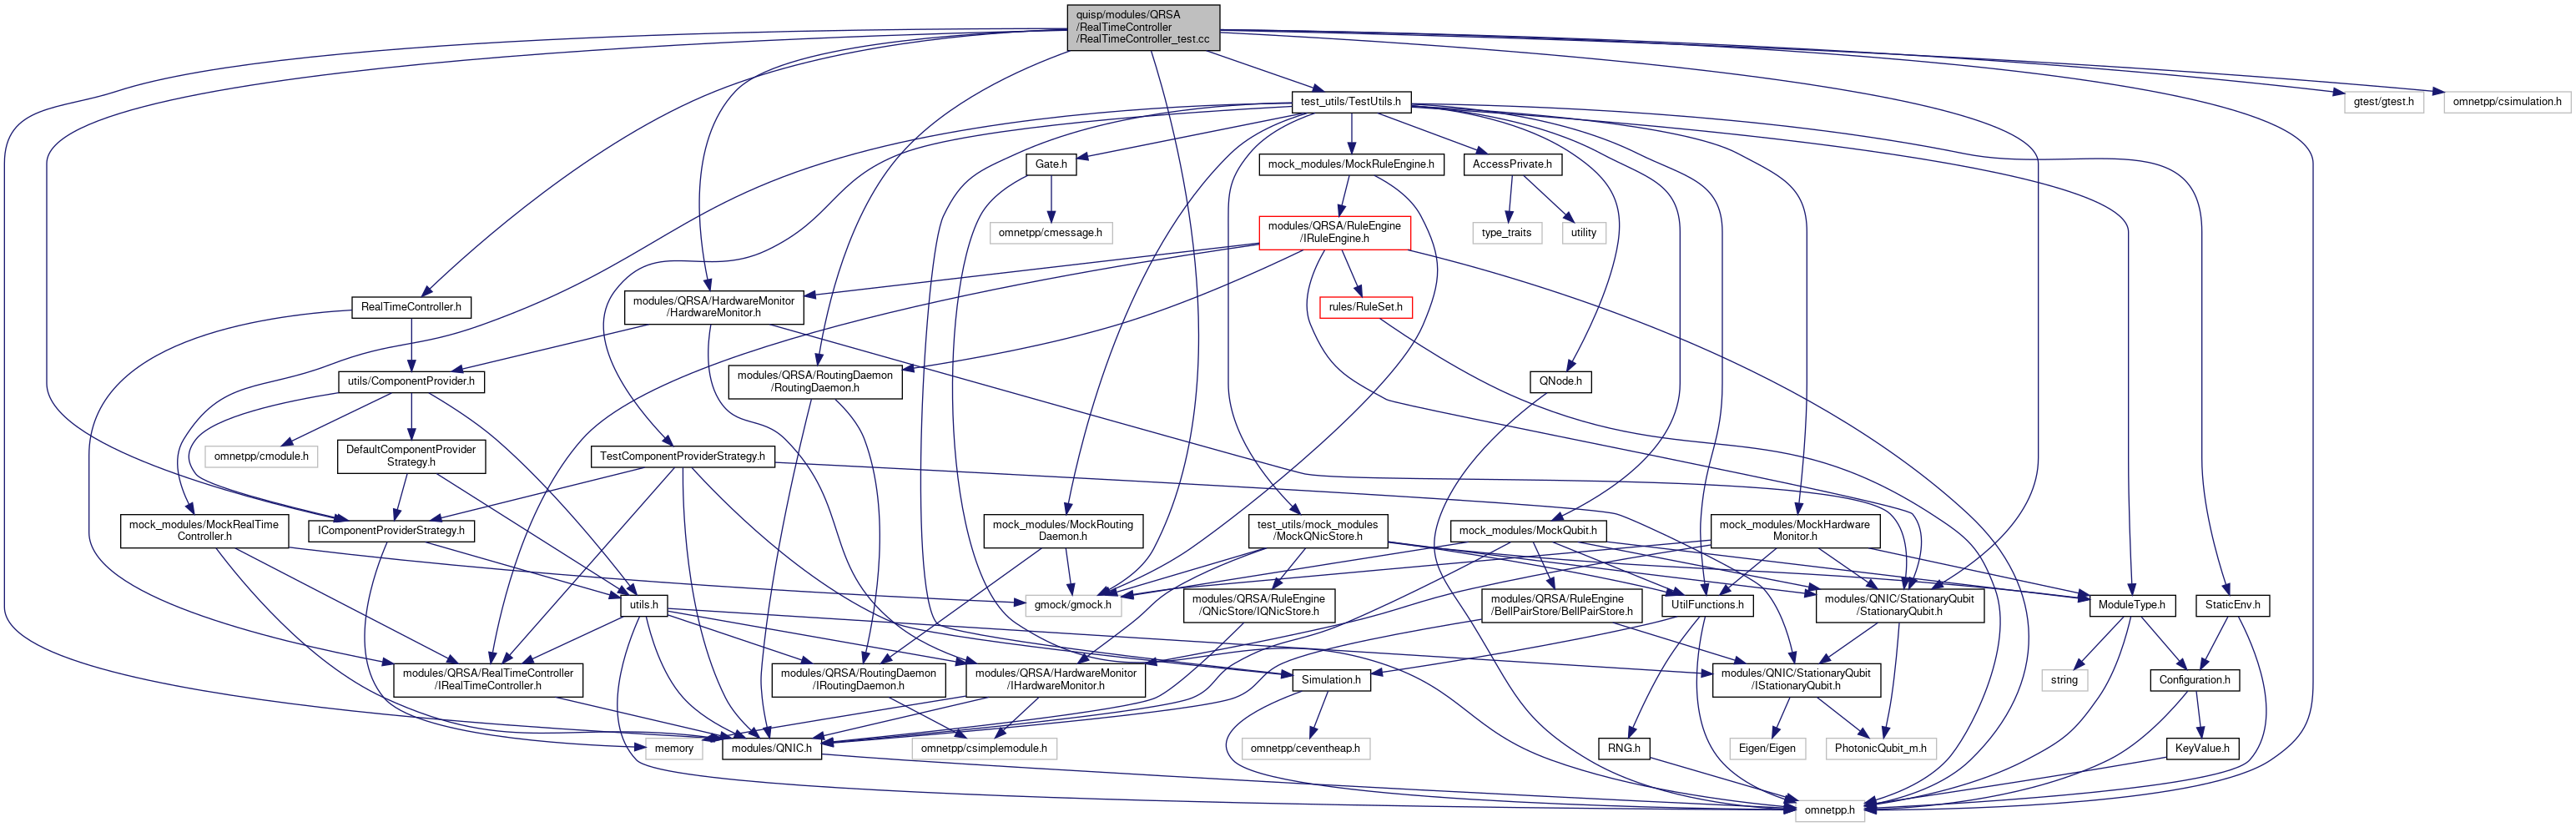 quisp/modules/QRSA
/RealTimeController
/RealTimeController_test.cc
test_utils/TestUtils.h
gtest/gtest.h
omnetpp/csimulation.h
Gate.h
mock_modules/MockRuleEngine.h
AccessPrivate.h
omnetpp/cmessage.h
modules/QRSA/RuleEngine
/IRuleEngine.h
type_traits
utility
RealTimeController.h
modules/QRSA/HardwareMonitor
/HardwareMonitor.h
rules/RuleSet.h
utils/ComponentProvider.h
modules/QRSA/RoutingDaemon
/RoutingDaemon.h
QNode.h
omnetpp/cmodule.h
DefaultComponentProvider
Strategy.h
TestComponentProviderStrategy.h
mock_modules/MockRealTime
Controller.h
IComponentProviderStrategy.h
mock_modules/MockRouting
Daemon.h
test_utils/mock_modules
/MockQNicStore.h
mock_modules/MockQubit.h
mock_modules/MockHardware
Monitor.h
utils.h
gmock/gmock.h
modules/QRSA/RuleEngine
/QNicStore/IQNicStore.h
modules/QRSA/RuleEngine
/BellPairStore/BellPairStore.h
UtilFunctions.h
modules/QNIC/StationaryQubit
/StationaryQubit.h
ModuleType.h
StaticEnv.h
modules/QRSA/RealTimeController
/IRealTimeController.h
modules/QRSA/RoutingDaemon
/IRoutingDaemon.h
modules/QRSA/HardwareMonitor
/IHardwareMonitor.h
Simulation.h
modules/QNIC/StationaryQubit
/IStationaryQubit.h
string
Configuration.h
memory
modules/QNIC.h
omnetpp/csimplemodule.h
omnetpp/ceventheap.h
RNG.h
Eigen/Eigen
PhotonicQubit_m.h
KeyValue.h
omnetpp.h